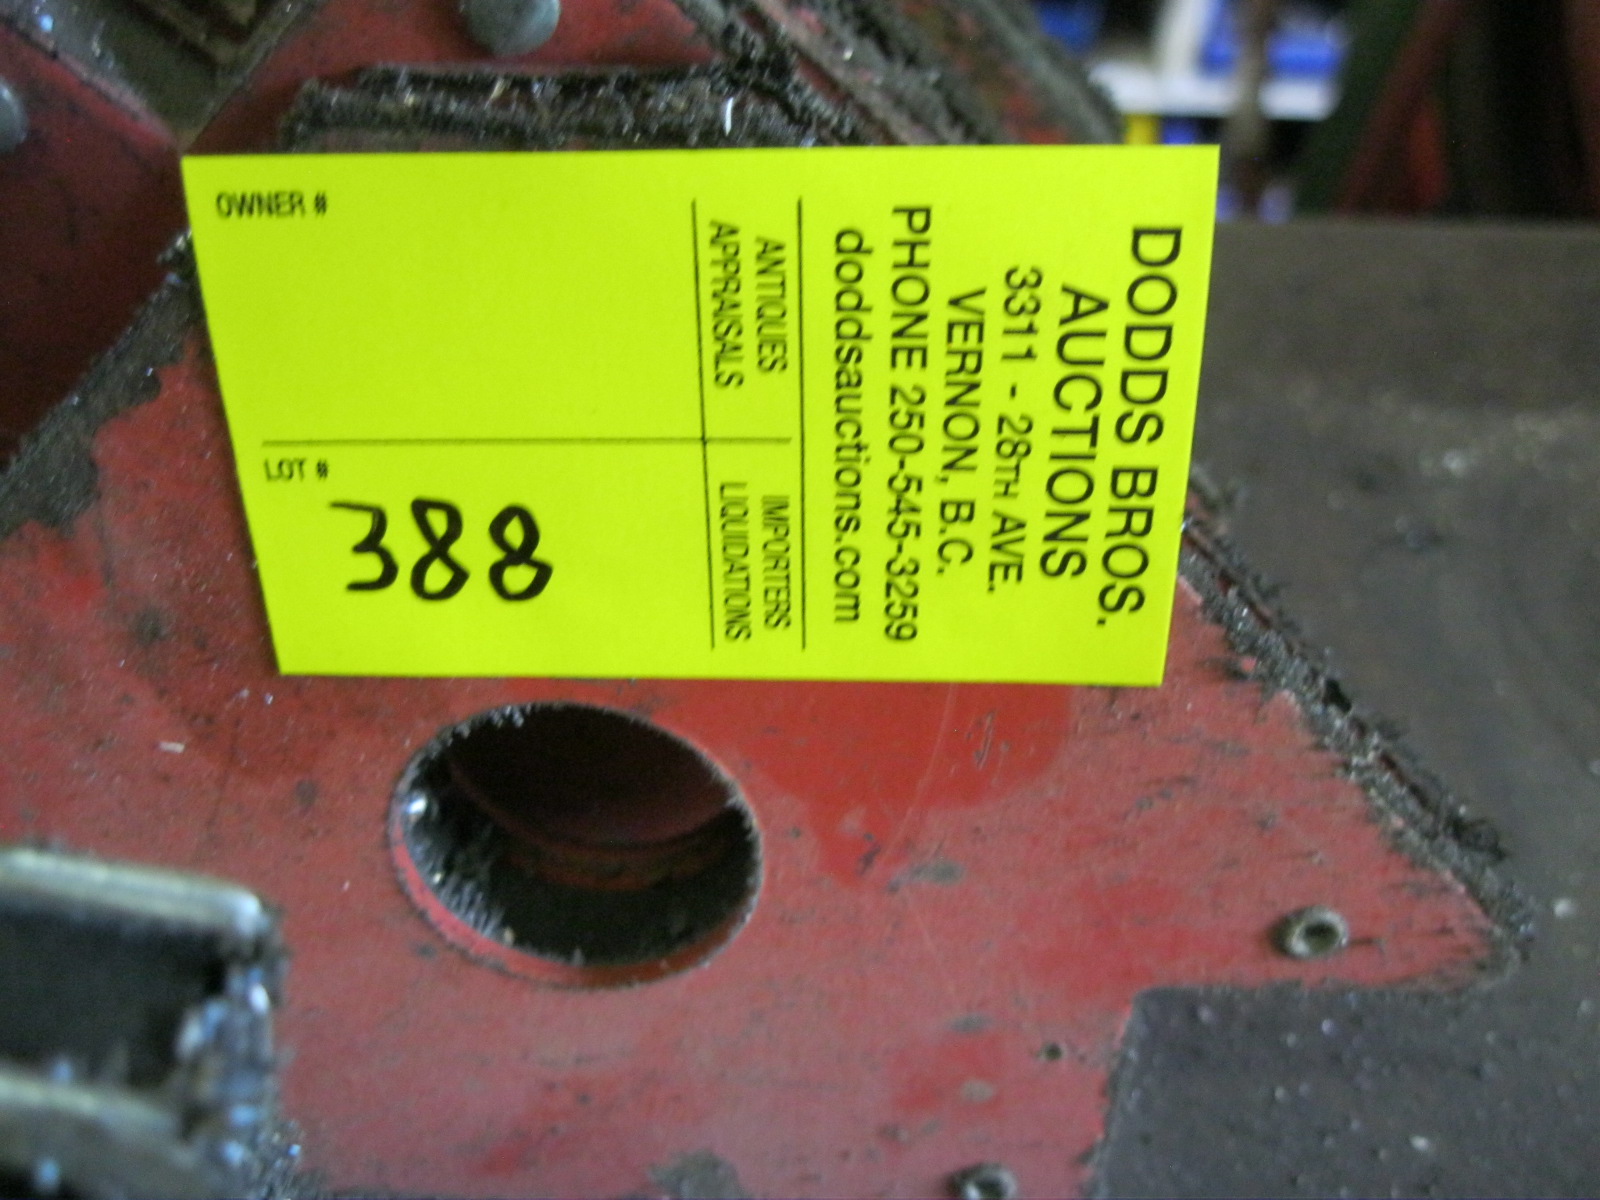 DODDS BROS.
AUCTIONS
3311 - 28TH AVE.
VERNON, B.C.
PHONE 250-545-3259
doddsauctions.com
ANTIQUES
APPRAISALS
IMPORTERS
LIQUIDATIONS
OWNER #
LOT #
388